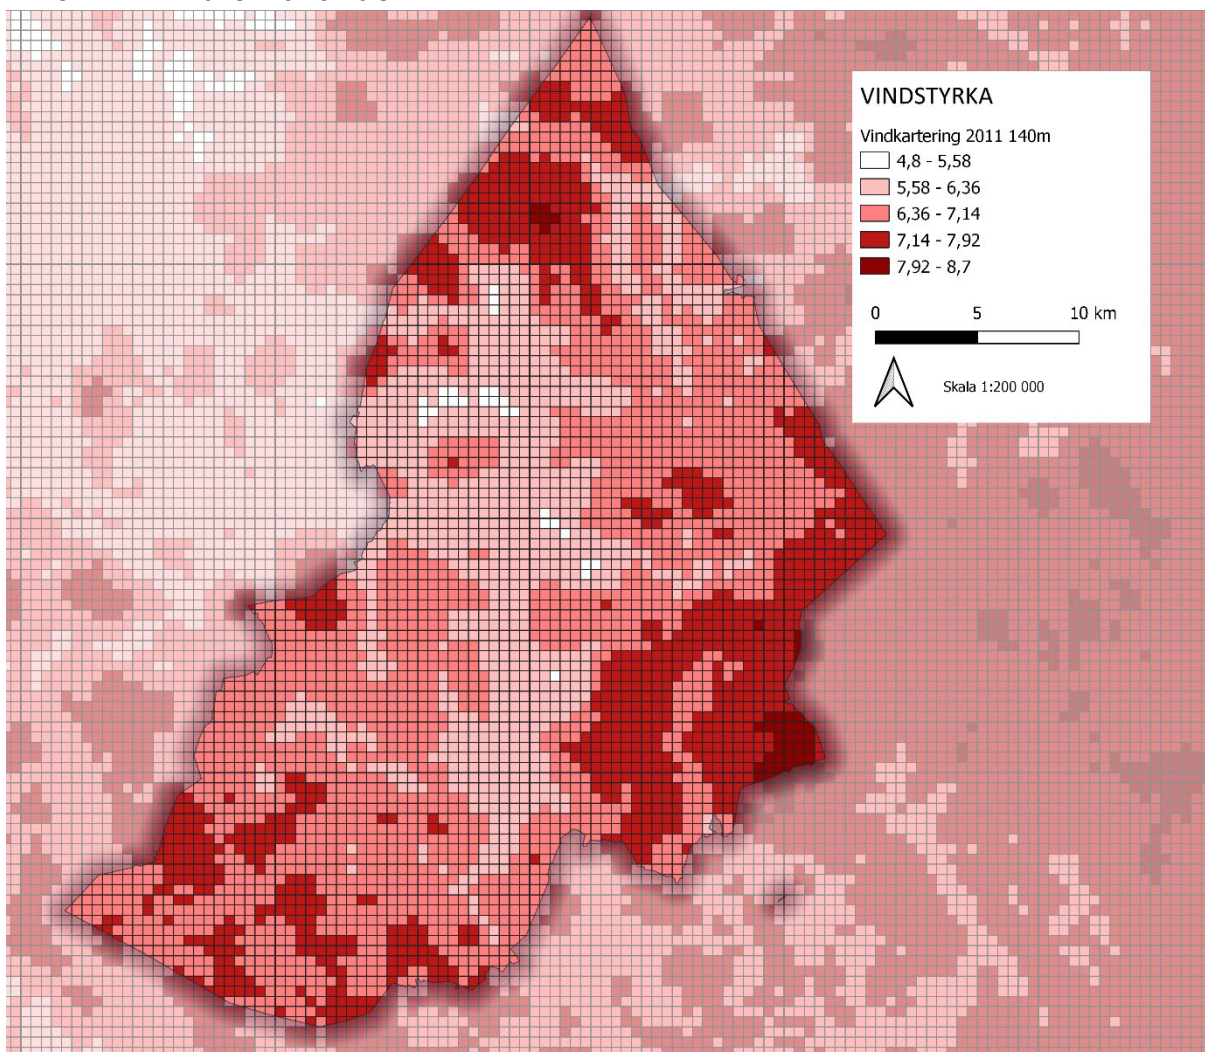 VINDSTYRKA
Vindkartering 2011 140m
4,8 - 5,58
5,58 - 6,36
6,36 - 7,14
7,14 - 7,92
7,92 - 8,7
0 5 10 km
Skala 1:200 000